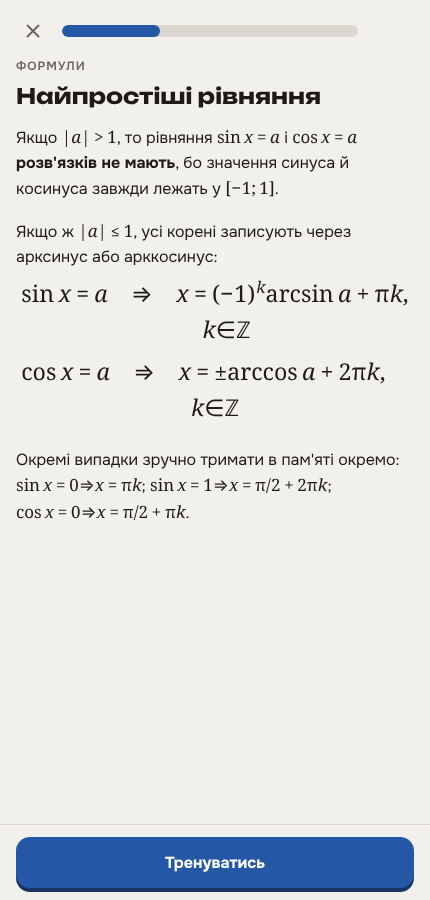 ФОРМУЛИ
Найпростіші рівняння
Якщо |a| > 1, то рівняння sin x = a і cos x = a
розв'язків не мають, бо значення синуса й
косинуса завжди лежать у [−1; 1].
Якщо ж |a| ≤ 1, усі корені записують через
арксинус або арккосинус:
sin x = a ⇒ x = (−1)ᵏarcsin a + πk,
k∈ℤ
cos x = a ⇒ x = ±arccos a + 2πk,
k∈ℤ
Окремі випадки зручно тримати в пам'яті окремо:
sin x = 0⇒x = πk; sin x = 1⇒x = π/2 + 2πk;
cos x = 0⇒x = π/2 + πk.
Тренуватись